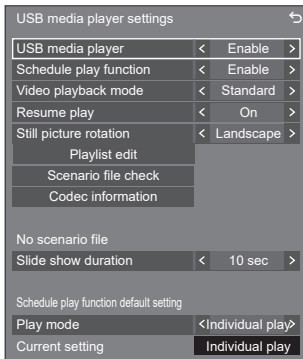 USB media player settings
USB media player < Enable >
Schedule play function < Enable >
Video playback mode < Standard >
Resume play < On >
Still picture rotation < Landscape >
Playlist edit
Scenario file check
Codec information
No scenario file
Slide show duration < 10 sec >
Schedule play function default setting
Play mode <Individual play>
Current setting Individual play